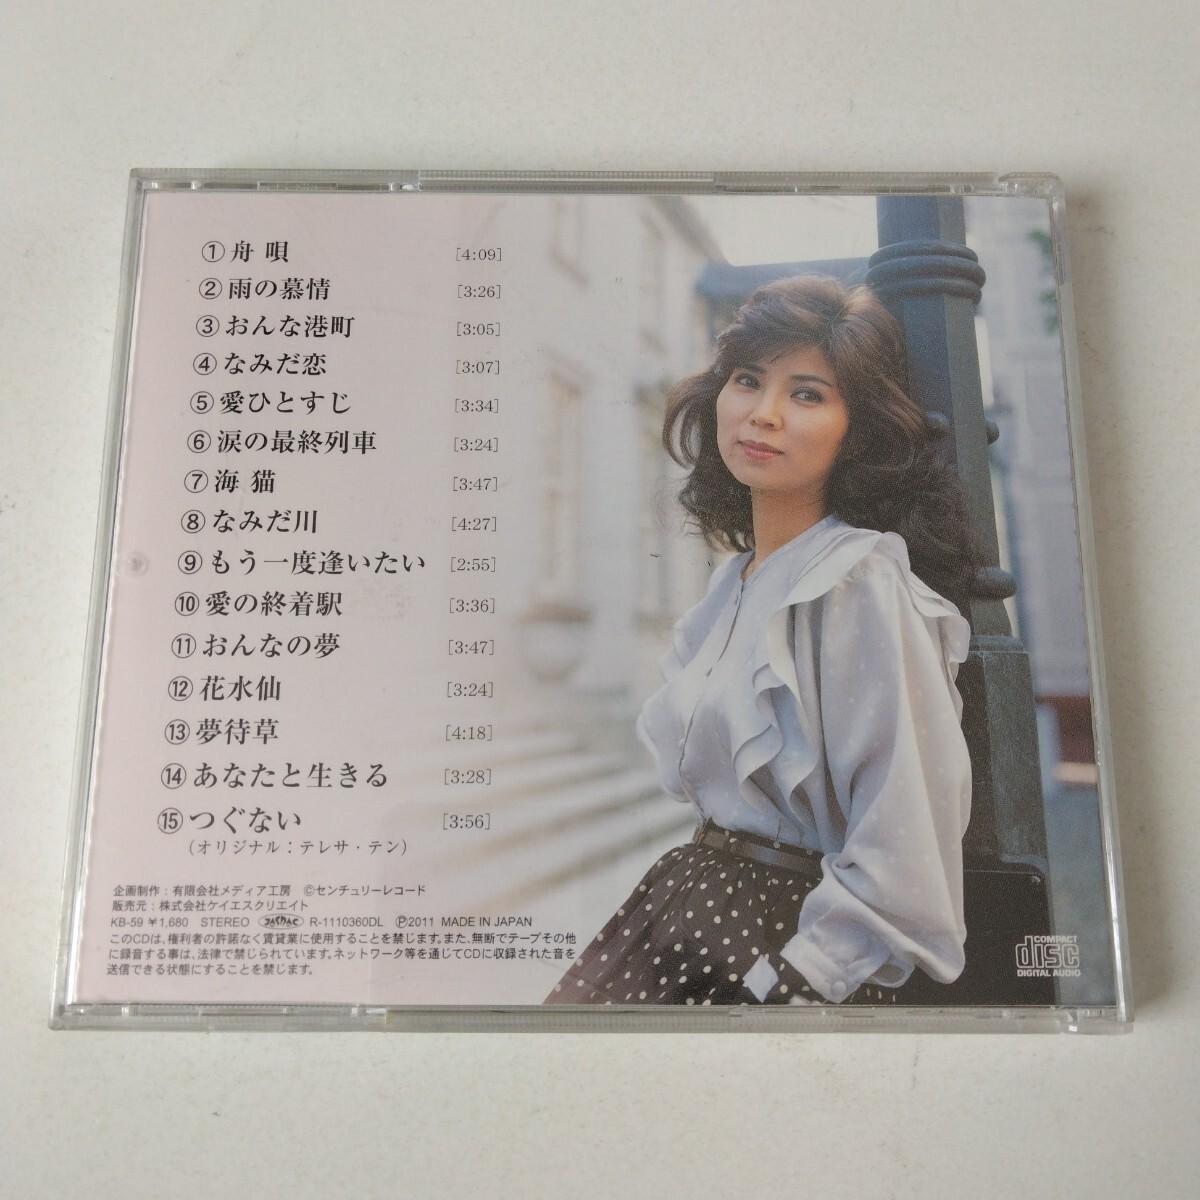 ①舟 唄 [4:09]
②雨の慕情 [3:26]
③おんな港町 [3:05]
④なみだ恋 [3:07]
⑤愛ひとすじ [3:34]
⑥涙の最終列車 [3:24]
⑦海 猫 [3:47]
⑧なみだ川 [4:27]
⑨もう一度逢いたい [2:55]
⑩愛の終着駅 [3:36]
⑪おんなの夢 [3:47]
⑫花水仙 [3:24]
⑬夢待草 [4:18]
⑭あなたと生きる [3:28]
⑮つぐない [3:56]
(オリジナル:テレサ・テン)
企画制作:有限会社メディア工房 ©センチュリーレコード
販売元:株式会社ケイエスクリエイト
KB-59 ¥1,680 STEREO JASRAC R-1110360DL ℗2011 MADE IN JAPAN
このCDは、権利者の許諾なく賃貸業に使用することを禁じます。また、無断でテープその他
に録音する事は、法律で禁じられています。ネットワーク等を通じてCDに収録された音を
送信できる状態にすることを禁じます。
COMPACT
disc
DIGITAL AUDIO